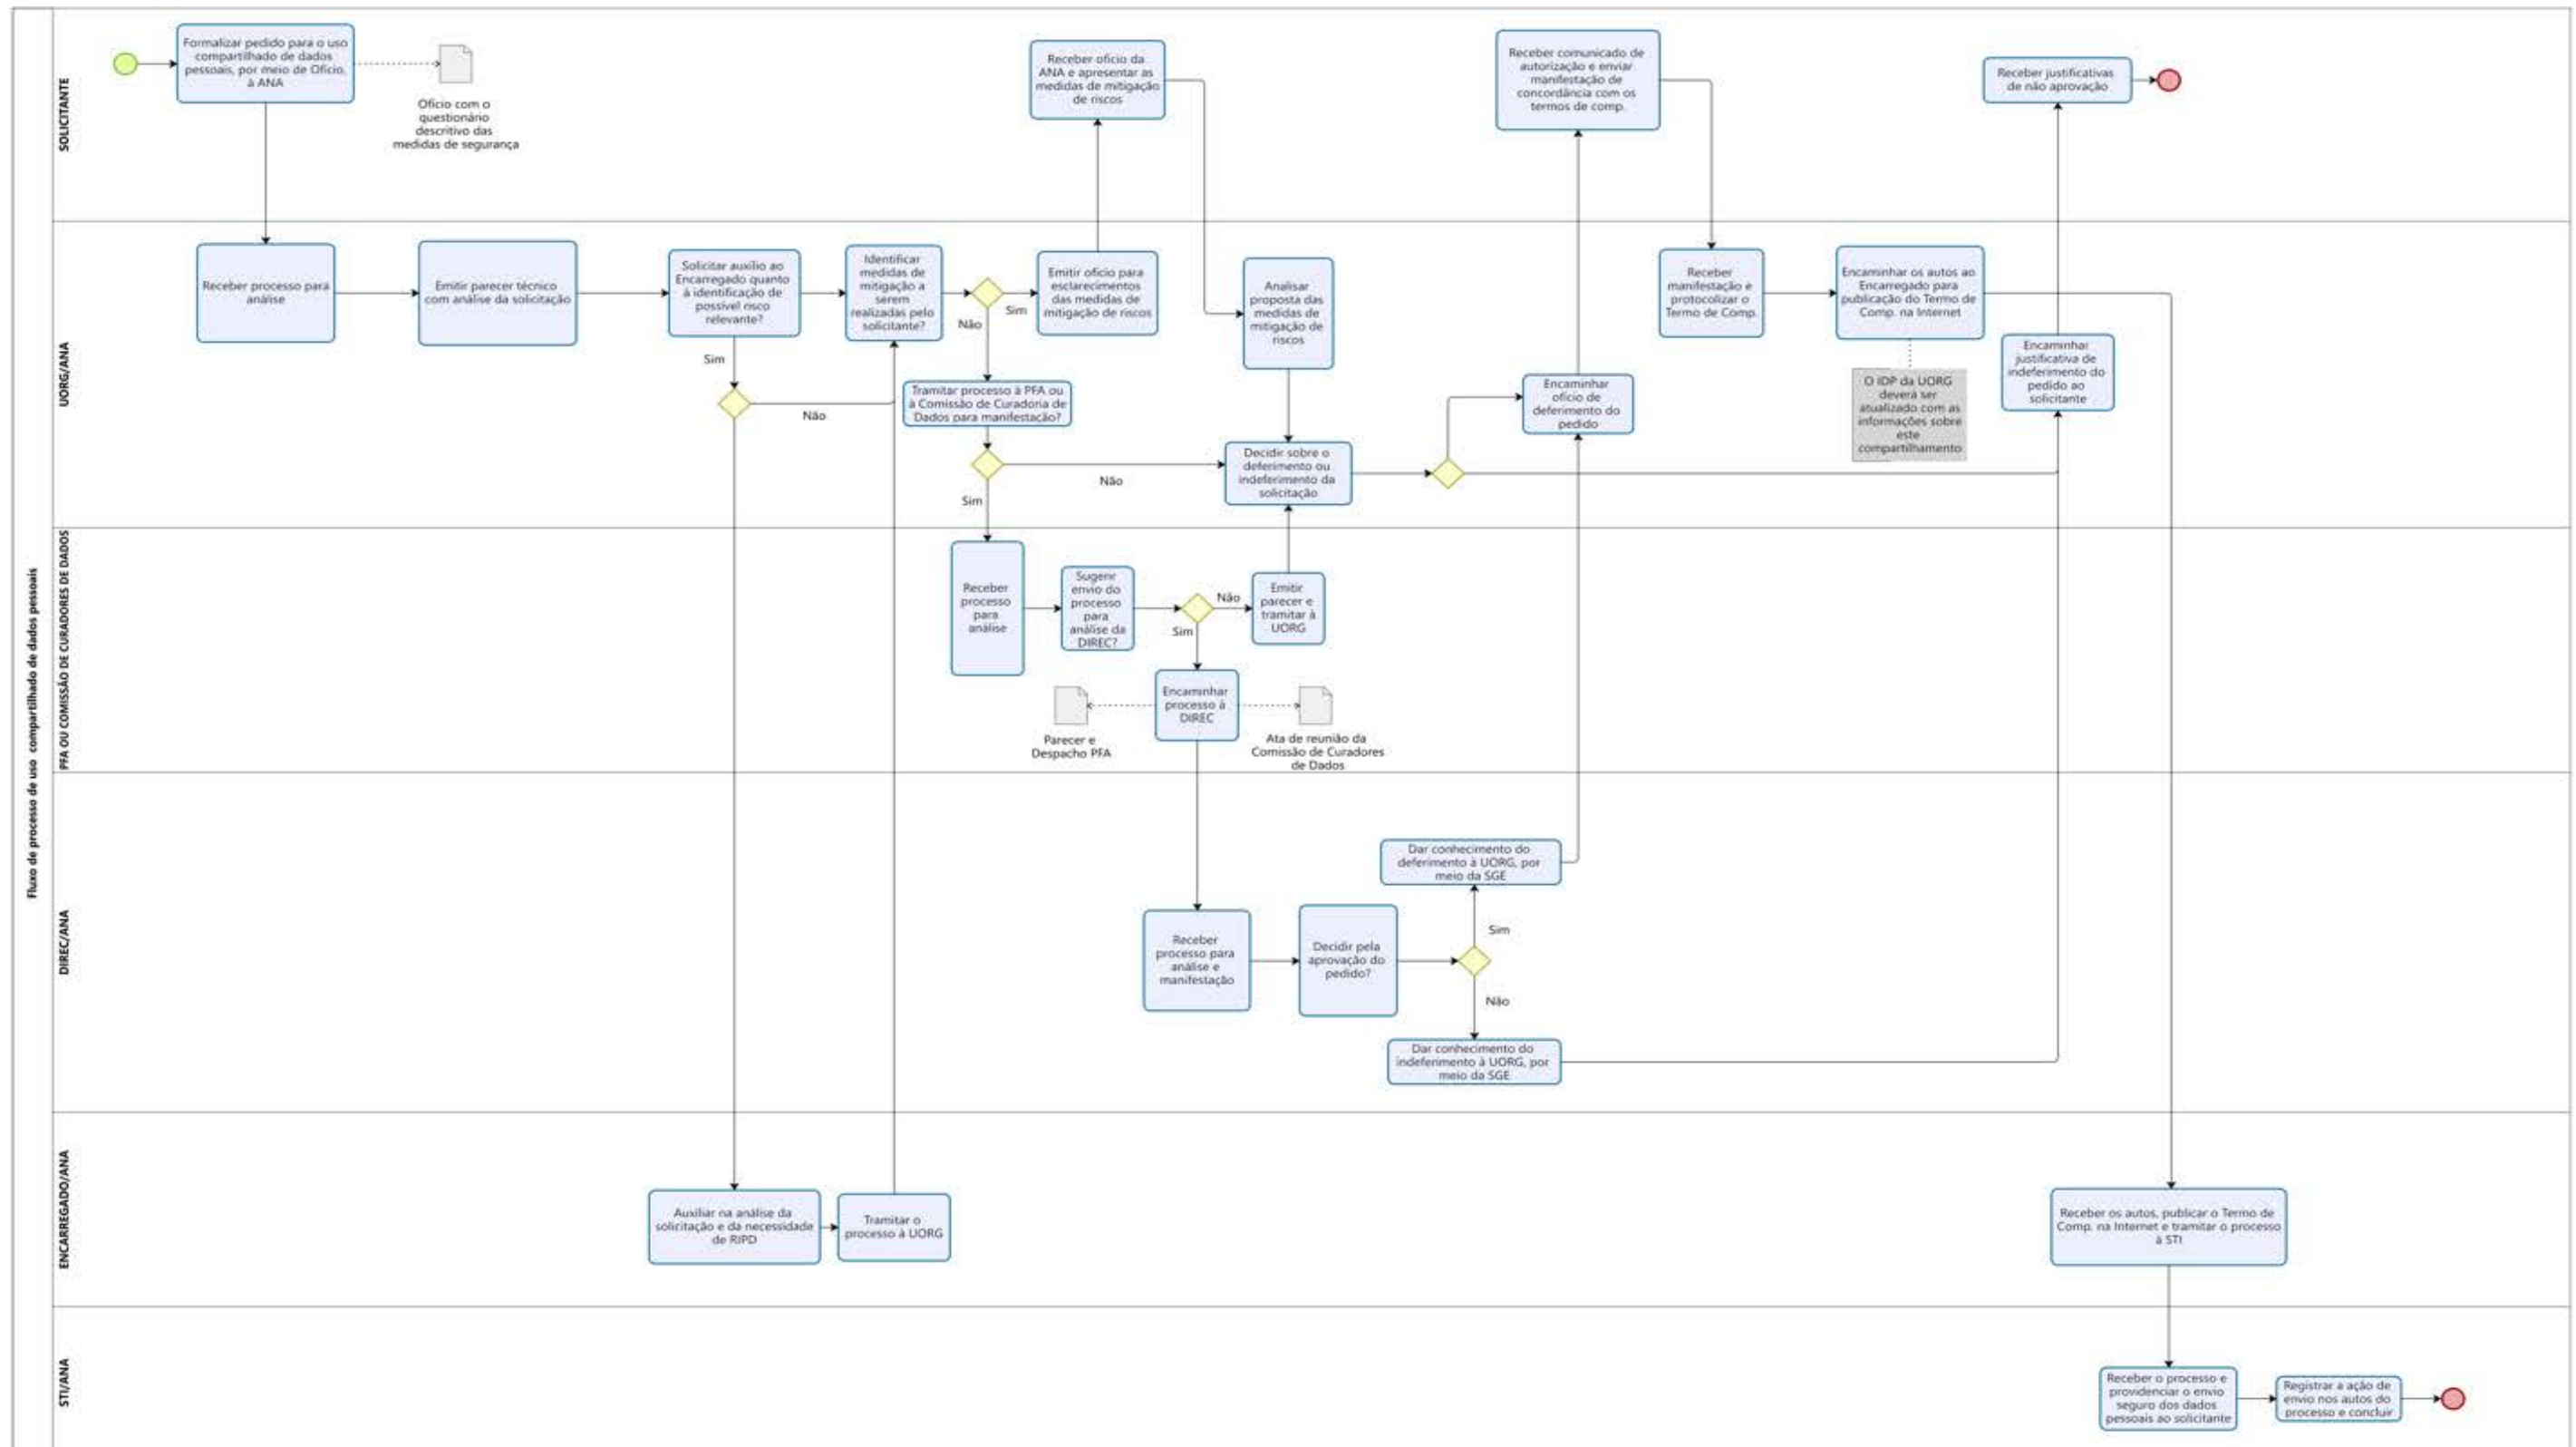 Fluxo de processo de uso compartilhado de dados pessoais
SOLICITANTE
Formalizar pedido para o uso
compartilhado de dados
pessoais, por meio de Ofício,
à ANA
Ofício com o
questionário
descritivo das
medidas de segurança
Receber ofício da
ANA e apresentar as
medidas de mitigação
de riscos
Receber comunicado de
autorização e enviar
manifestação de
concordância com os
termos de comp.
Receber justificativas
de não aprovação
UORG/ANA
Receber processo para
análise
Emitir parecer técnico
com análise da solicitação
Solicitar auxílio ao
Encarregado quanto
à identificação de
possível risco
relevante?
Sim
Não
Identificar
medidas de
mitigação a
serem
realizadas pelo
solicitante?
Sim
Não
Emitir ofício para
esclarecimentos
das medidas de
mitigação de riscos
Tramitar processo à PFA ou
à Comissão de Curadoria de
Dados para manifestação?
Não
Sim
Analisar
proposta das
medidas de
mitigação de
riscos
Decidir sobre o
deferimento ou
indeferimento da
solicitação
Encaminhar
ofício de
deferimento do
pedido
Receber
manifestação e
protocolizar o
Termo de Comp.
Encaminhar os autos ao
Encarregado para
publicação do Termo de
Comp. na Internet
O IDP da UORG
deverá ser
atualizado com as
informações sobre
este
compartilhamento
Encaminhar
justificativa de
indeferimento do
pedido ao
solicitante
PFA OU COMISSÃO DE CURADORES DE DADOS
Receber
processo
para
análise
Sugerir
envio do
processo
para
análise da
DIREC?
Não
Sim
Emitir
parecer e
tramitar à
UORG
Encaminhar
processo à
DIREC
Parecer e
Despacho PFA
Ata de reunião da
Comissão de Curadores
de Dados
DIREC/ANA
Receber
processo para
análise e
manifestação
Decidir pela
aprovação do
pedido?
Dar conhecimento do
deferimento à UORG, por
meio da SGE
Sim
Não
Dar conhecimento do
indeferimento à UORG, por
meio da SGE
ENCARREGADO/ANA
Auxiliar na análise da
solicitação e da necessidade
de RIPD
Tramitar o
processo à UORG
Receber os autos, publicar o Termo de
Comp. na Internet e tramitar o processo
à STI
STI/ANA
Receber o processo e
providenciar o envio
seguro dos dados
pessoais ao solicitante
Registrar a ação de
envio nos autos do
processo e concluir